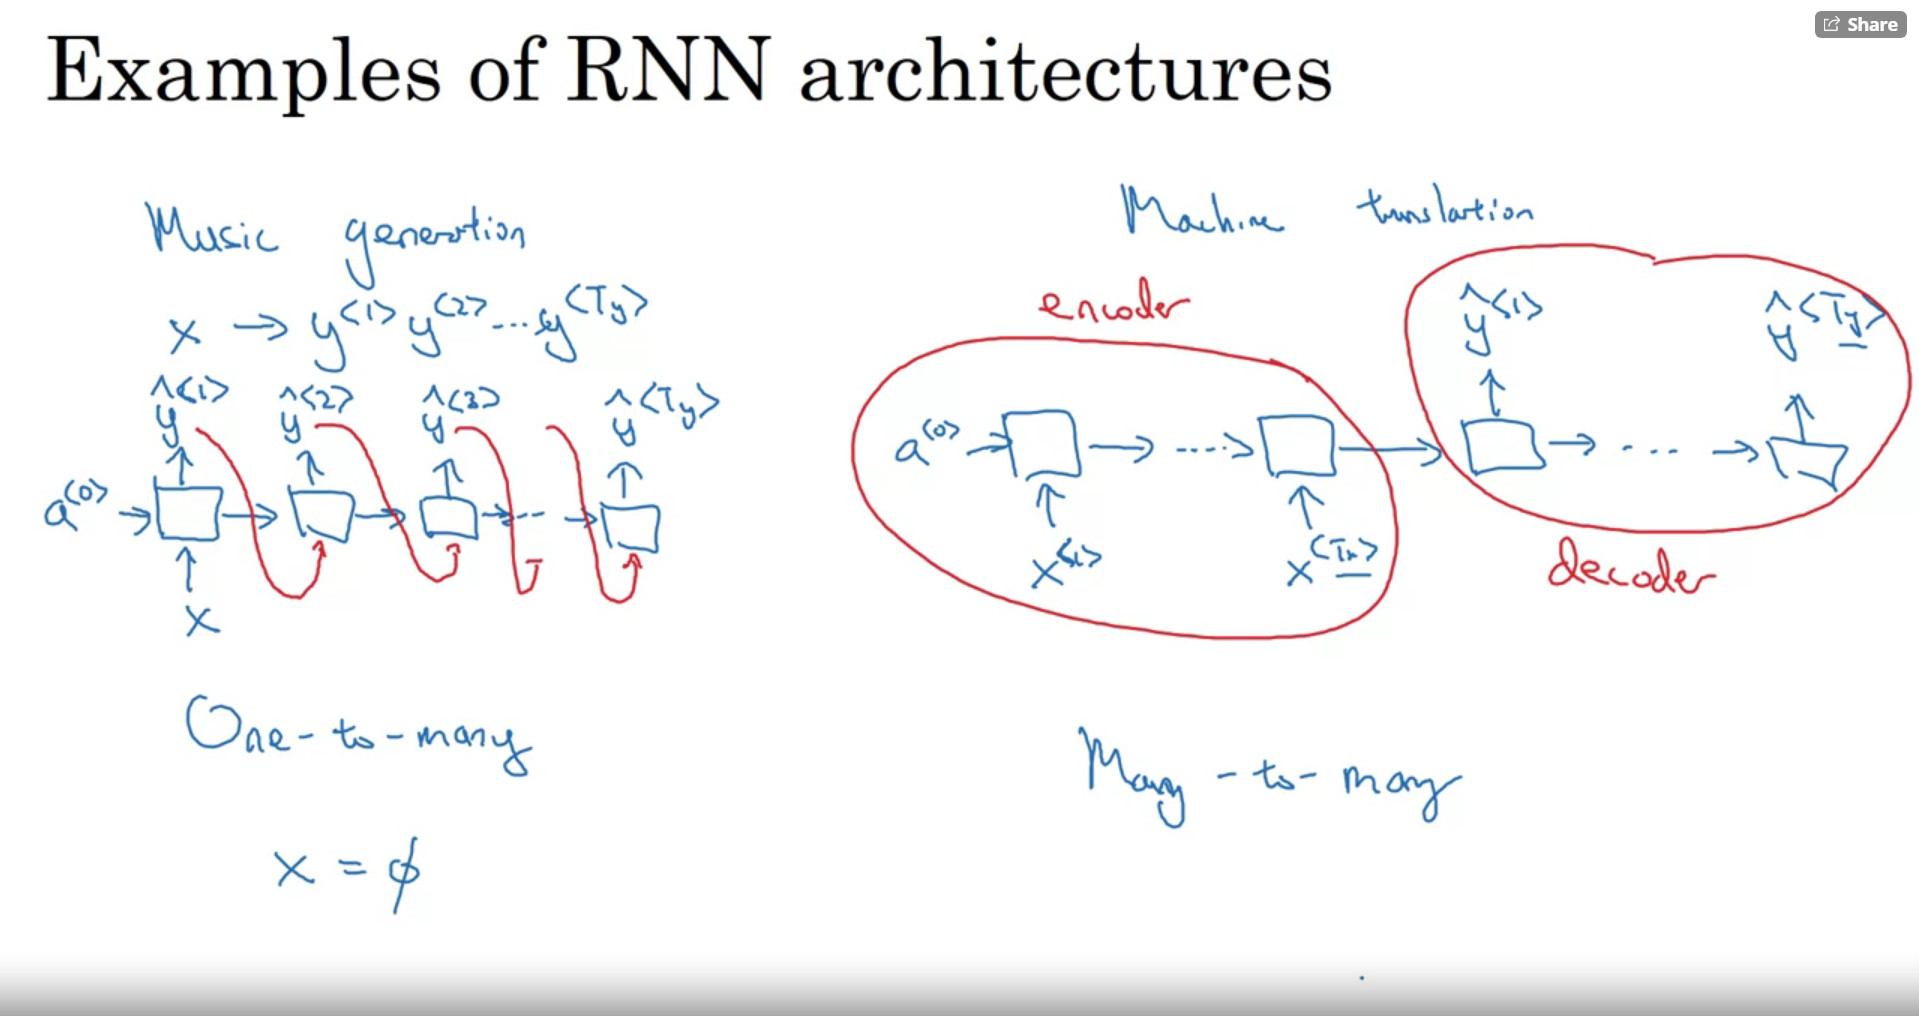 Share
Examples of RNN architectures
Music generation
x → y<1> y<2> ... y<Ty>
ŷ<1> ŷ<2> ŷ<3> ŷ<Ty>
a<0>
x
One-to-many
x = ϕ
Machine translation
encoder
ŷ<1> ŷ<Ty>
a<0>
x<1> x<Tx>
decoder
Many-to-many